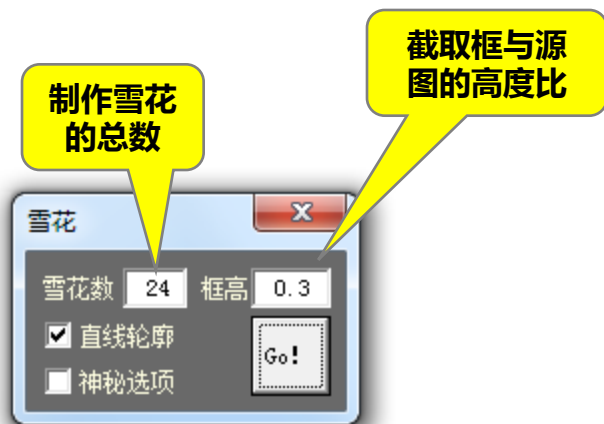 截取框与源
图的高度比
制作雪花
的总数
雪花
雪花数 24 框高 0.3
直线轮廓
Go!
神秘选项